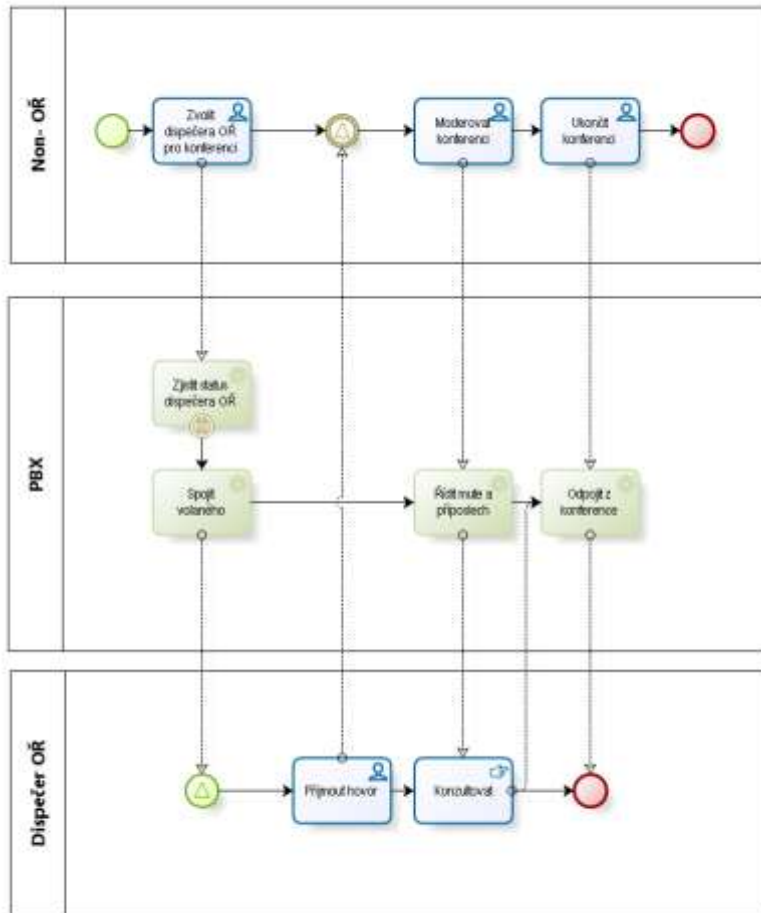 Non- OŘ
Zvolit
dispečera OŘ
pro konferenci
Moderovat
konferenci
Ukončit
konferenci
PBX
Zjistit status
dispečera OŘ
Spojit
volaného
Řídit mute a
příposlech
Odpojit z
konference
Dispečer OŘ
Přijmout hovor
Konzultovat